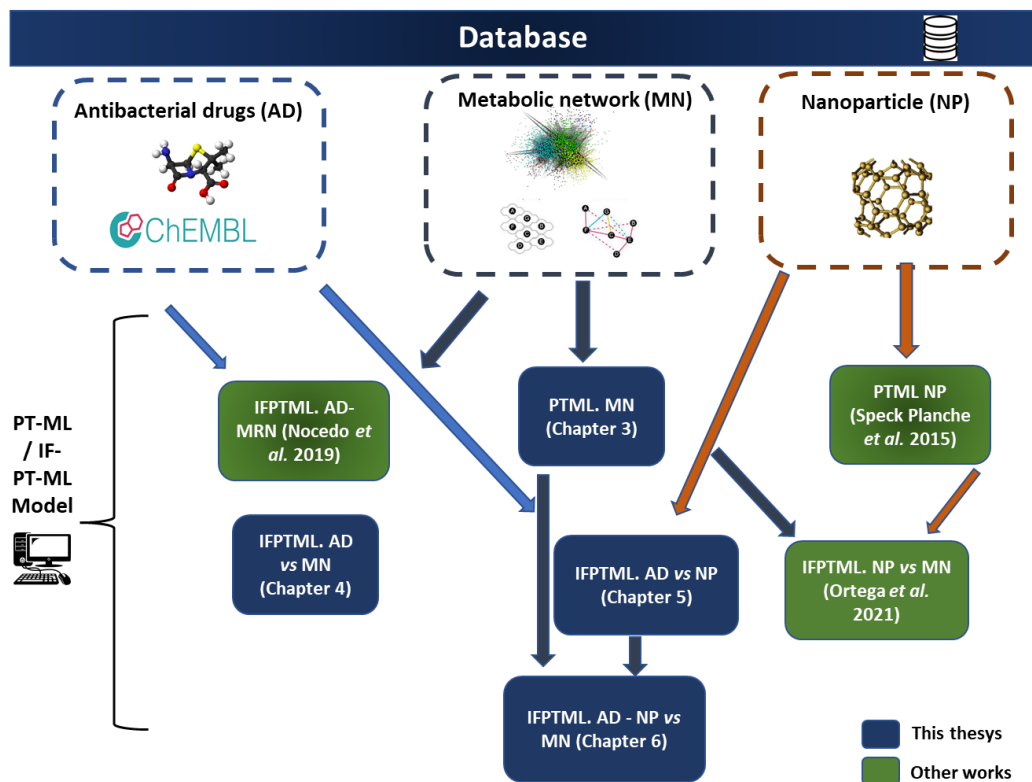 Database
Antibacterial drugs (AD)
ChEMBL
Metabolic network (MN)
Nanoparticle (NP)
PT-ML
/ IF-
PT-ML
Model
IFPTML. AD-
MRN (Nocedo et
al. 2019)
PTML. MN
(Chapter 3)
PTML NP
(Speck Planche
et al. 2015)
IFPTML. AD
vs MN
(Chapter 4)
IFPTML. AD vs NP
(Chapter 5)
IFPTML. NP vs MN
(Ortega et al.
2021)
IFPTML. AD - NP vs
MN (Chapter 6)
This thesys
Other works